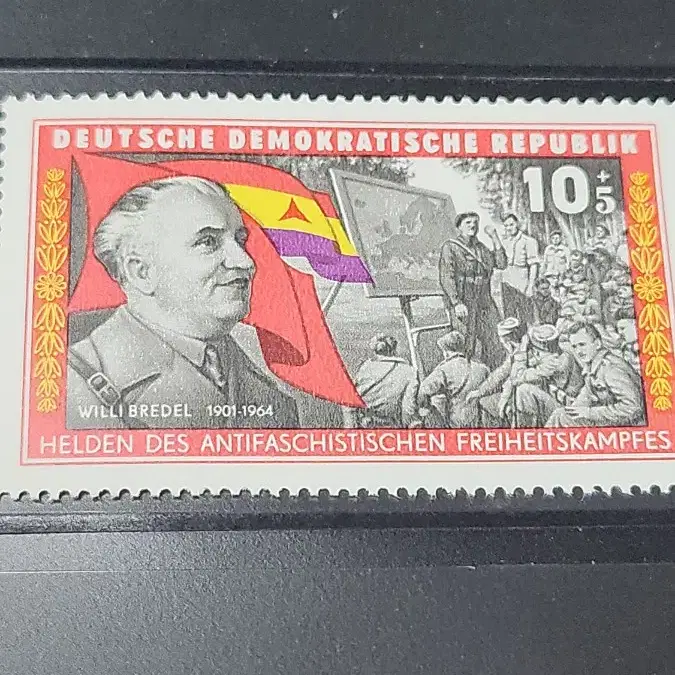 DEUTSCHE DEMOKRATISCHE REPUBLIK
10 + 5
WILLI BREDEL 1901-1964
HELDEN DES ANTIFASCHISTISCHEN FREIHEITSKAMPFES